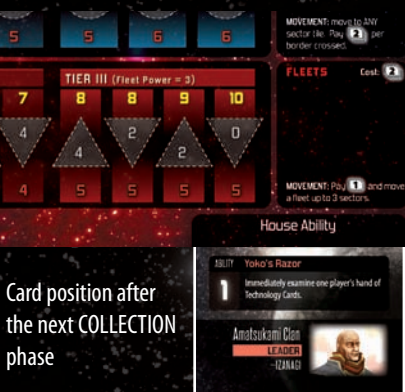 5 5 6 6
MOVEMENT: move to ANY
sector tile. Pay 2 per
border crossed.
TIER III (Fleet Power = 3)
7 8 8 9 10
4 4 2 2 0
4 5 5 5 5
FLEETS Cost: 2
MOVEMENT: Pay 1 and move
a fleet up to 3 sectors.
House Ability
Card position after
the next COLLECTION
phase
ABILITY Yoko's Razor
1 Immediately examine one player's hand of
Technology Cards.
Amatsukami Clan
LEADER
~IZANAGI